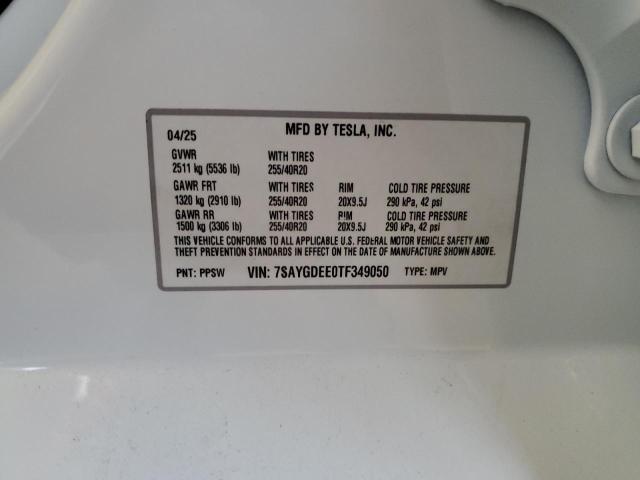 04/25 MFD BY TESLA, INC.
GVWR WITH TIRES
2511 kg (5536 lb) 255/40R20
GAWR FRT WITH TIRES RIM COLD TIRE PRESSURE
1320 kg (2910 lb) 255/40R20 20X9.5J 290 kPa, 42 psi
GAWR RR WITH TIRES RIM COLD TIRE PRESSURE
1500 kg (3306 lb) 255/40R20 20X9.5J 290 kPa, 42 psi
THIS VEHICLE CONFORMS TO ALL APPLICABLE U.S. FEDERAL MOTOR VEHICLE SAFETY AND
THEFT PREVENTION STANDARDS IN EFFECT ON THE DATE OF MANUFACTURE SHOWN ABOVE.
PNT: PPSW VIN: 7SAYGDEE0TF349050 TYPE: MPV